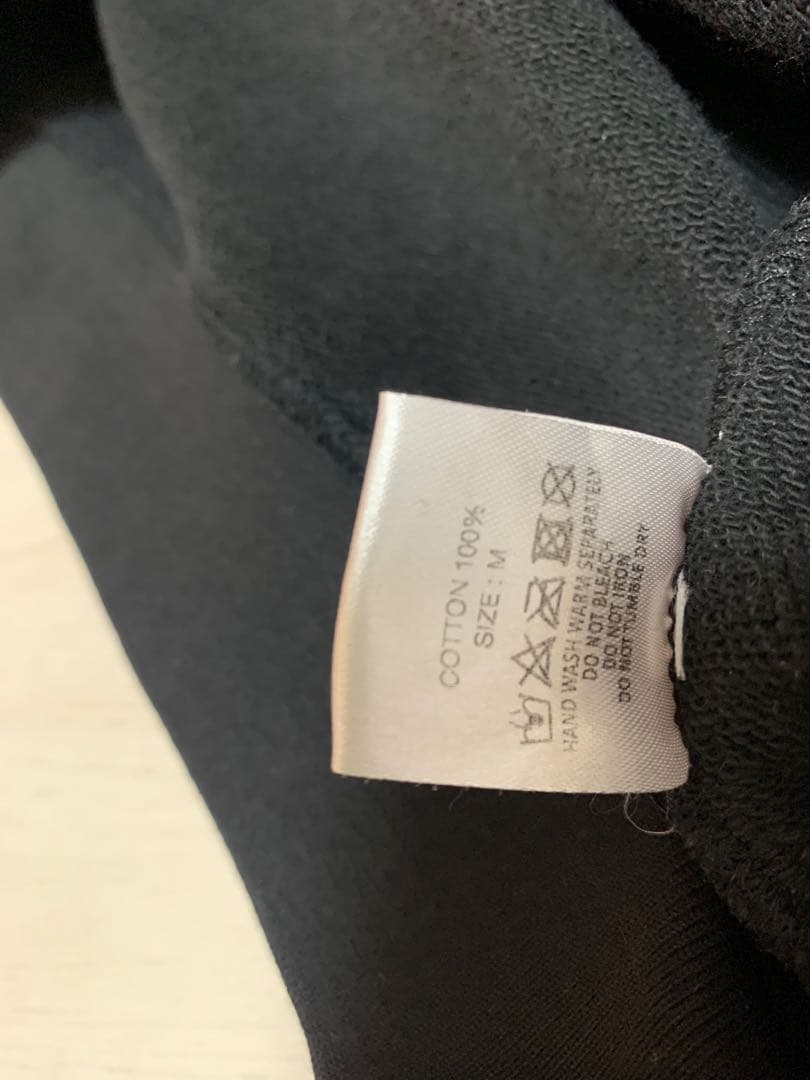 COTTON 100%
SIZE : M
HAND WASH WARM SEPARATELY
DO NOT BLEACH
DO NOT IRON
DO NOT TUMBLE DRY